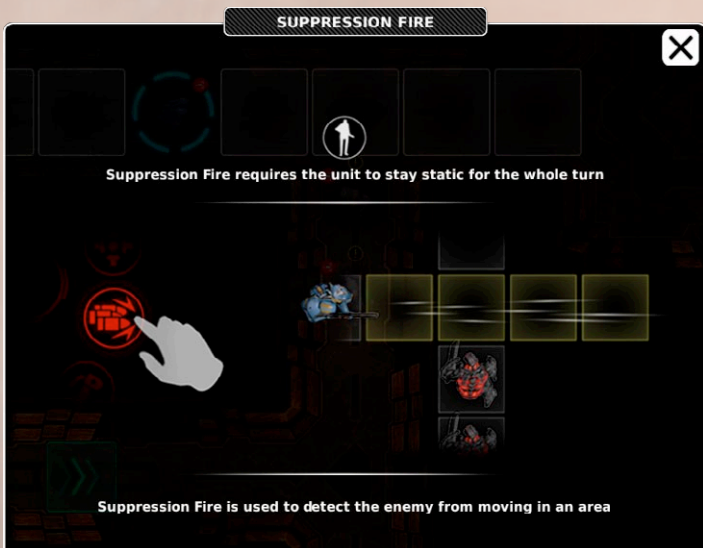 SUPPRESSION FIRE
Suppression Fire requires the unit to stay static for the whole turn
Suppression Fire is used to detect the enemy from moving in an area